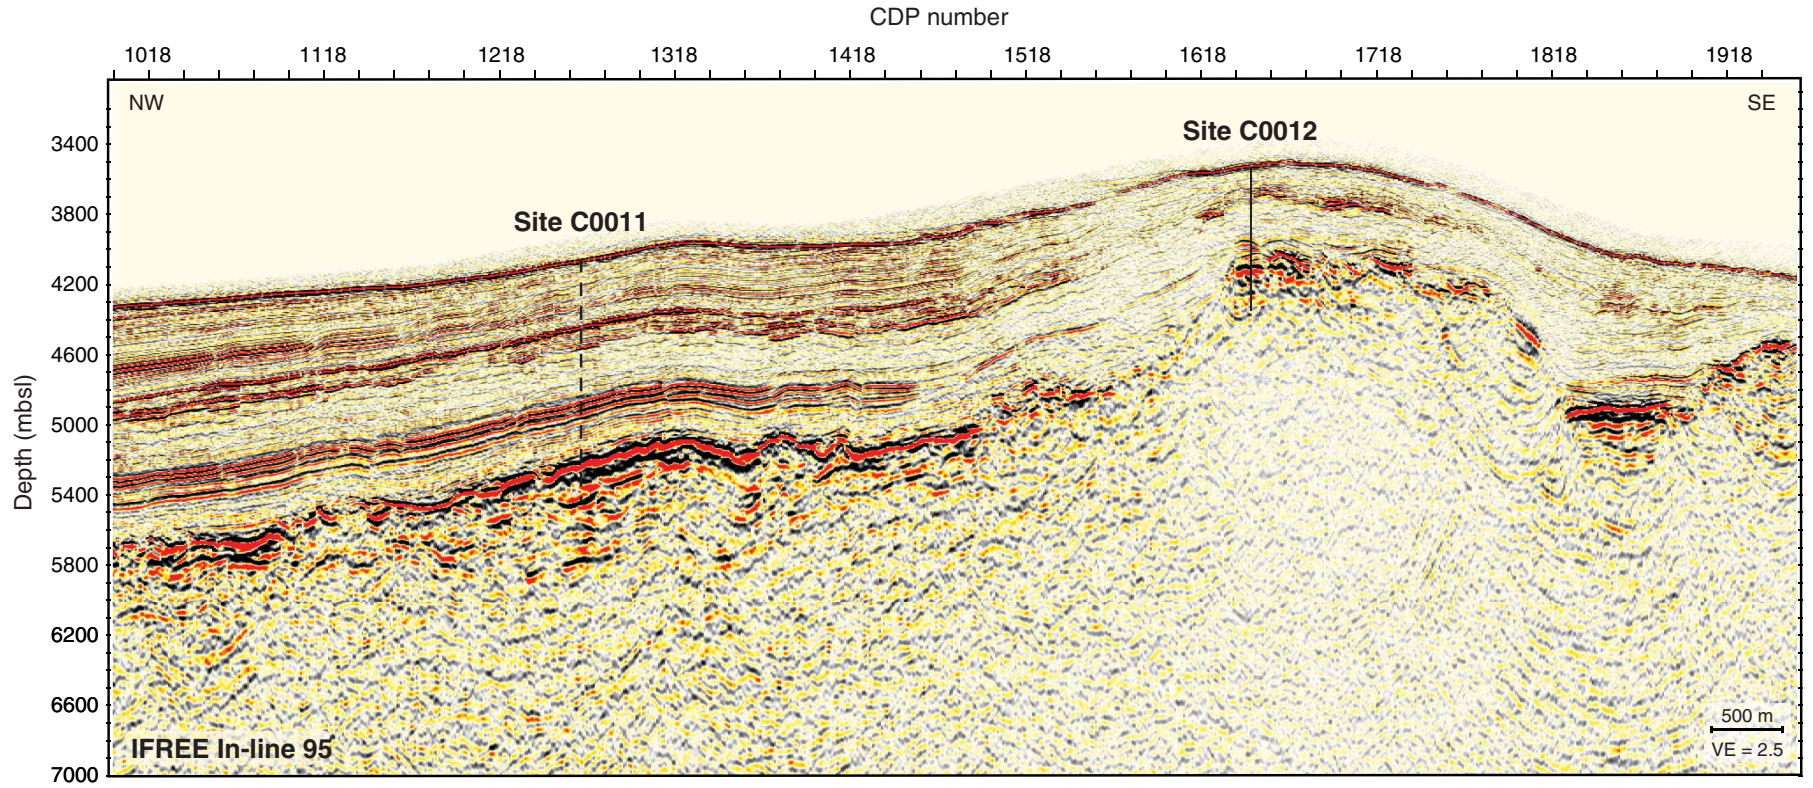 CDP number
1018 1118 1218 1318 1418 1518 1618 1718 1818 1918
NW
SE
Site C0012
Site C0011
Depth (mbsl)
3400
3800
4200
4600
5000
5400
5800
6200
6600
7000
500 m
VE = 2.5
IFREE In-line 95